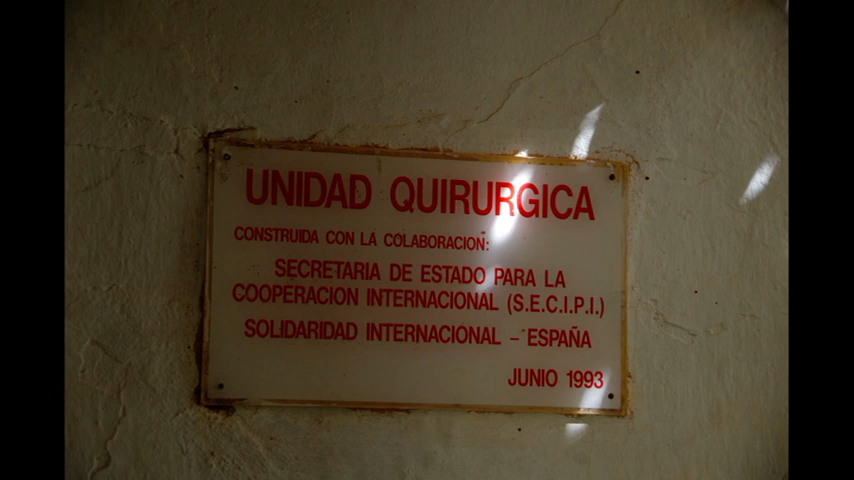 UNIDAD QUIRURGICA
CONSTRUIDA CON LA COLABORACION:
SECRETARIA DE ESTADO PARA LA
COOPERACION INTERNACIONAL (S.E.C.I.P.I.)
SOLIDARIDAD INTERNACIONAL – ESPAÑA
JUNIO 1993